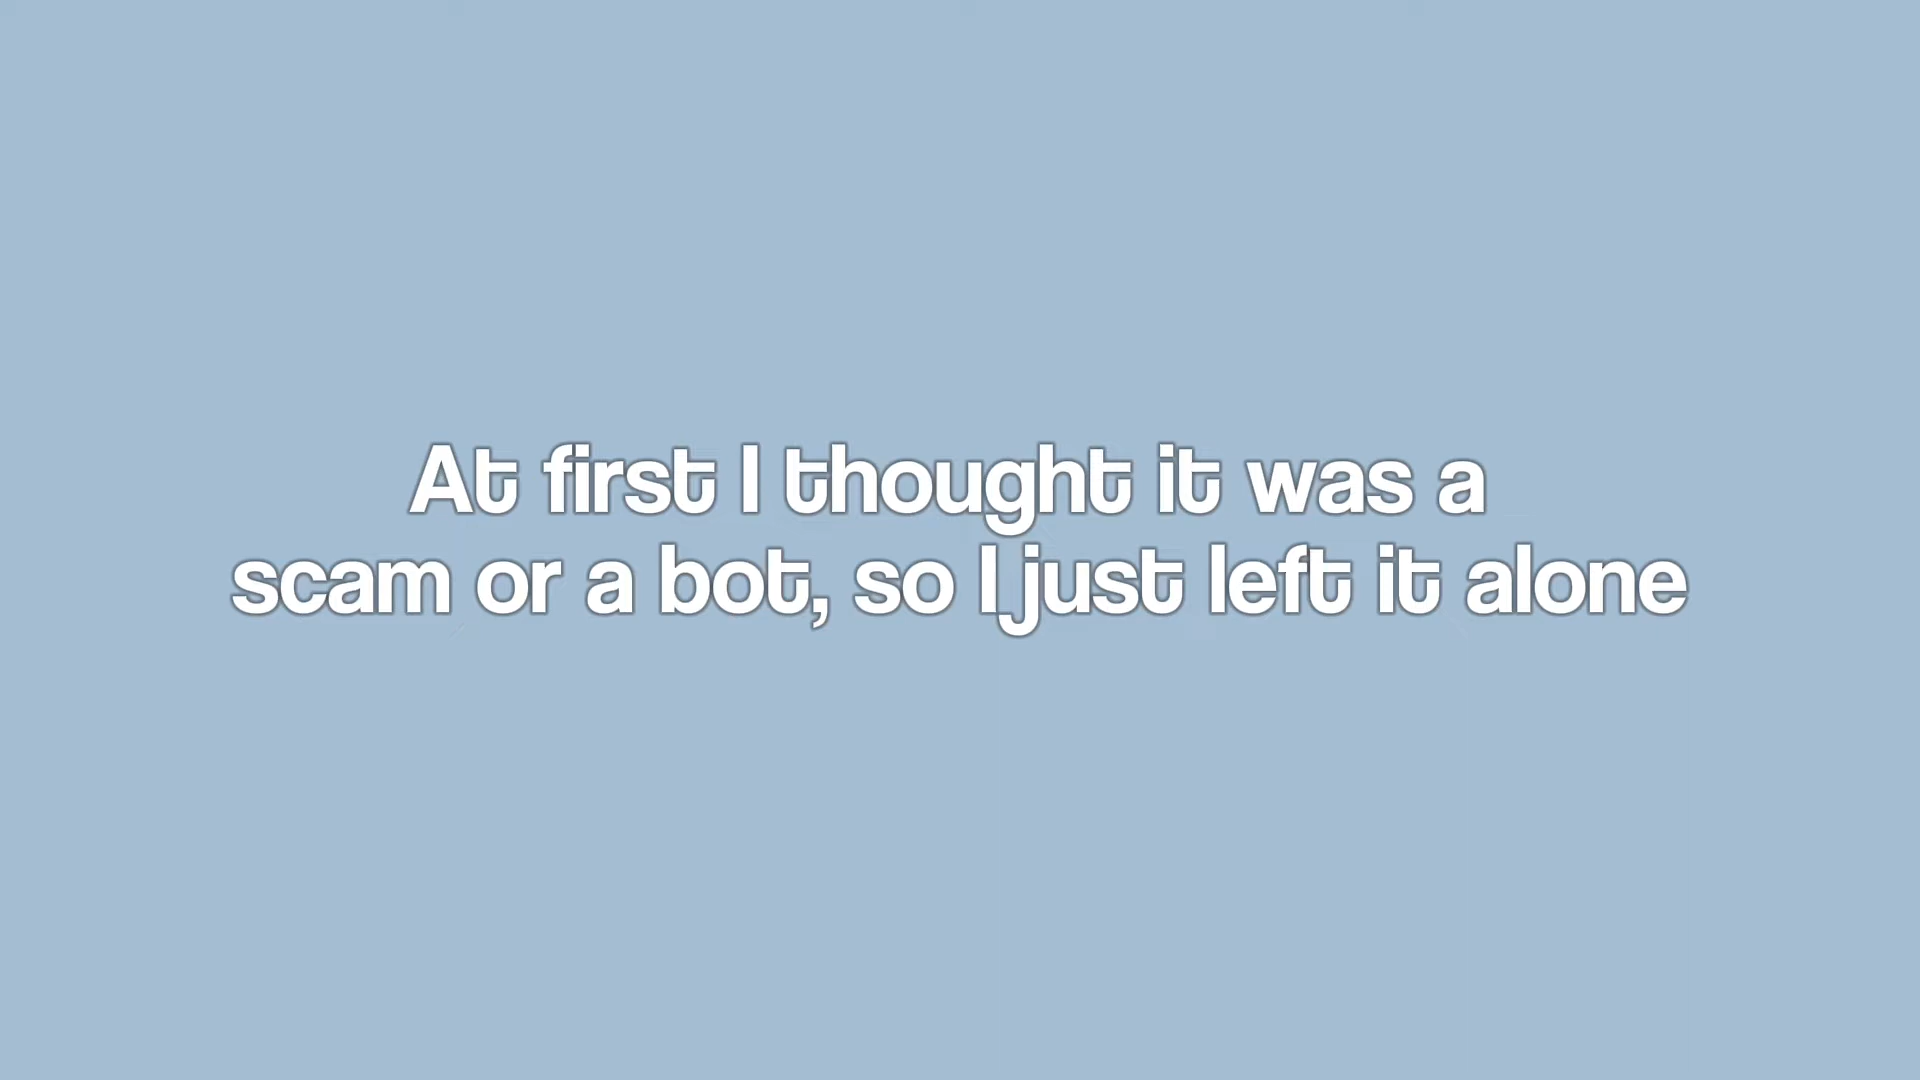 At first I thought it was a
scam or a bot, so I just left it alone